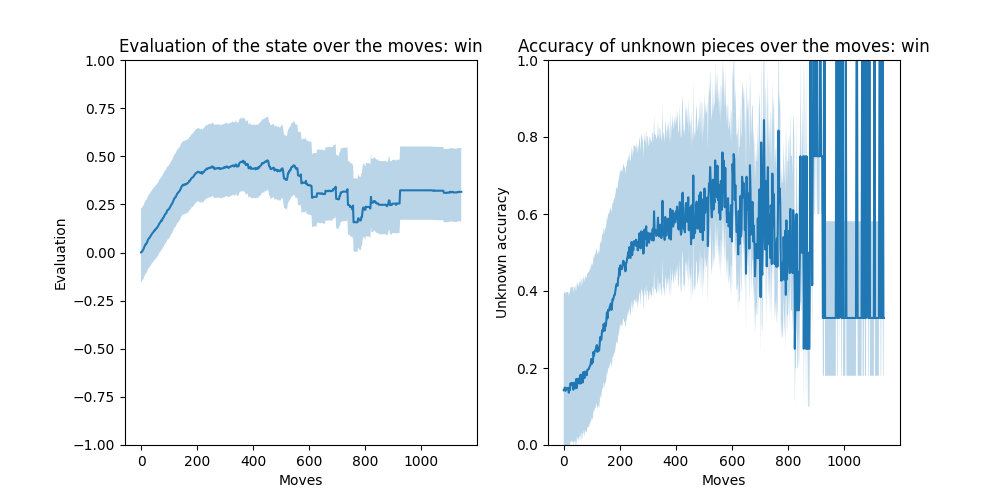 Evaluation of the state over the moves: win
1.00
0.75
0.50
0.25
0.00
−0.25
−0.50
−0.75
−1.00
Evaluation
0 200 400 600 800 1000
Moves
Accuracy of unknown pieces over the moves: win
1.0
0.8
0.6
0.4
0.2
0.0
Unknown accuracy
0 200 400 600 800 1000
Moves